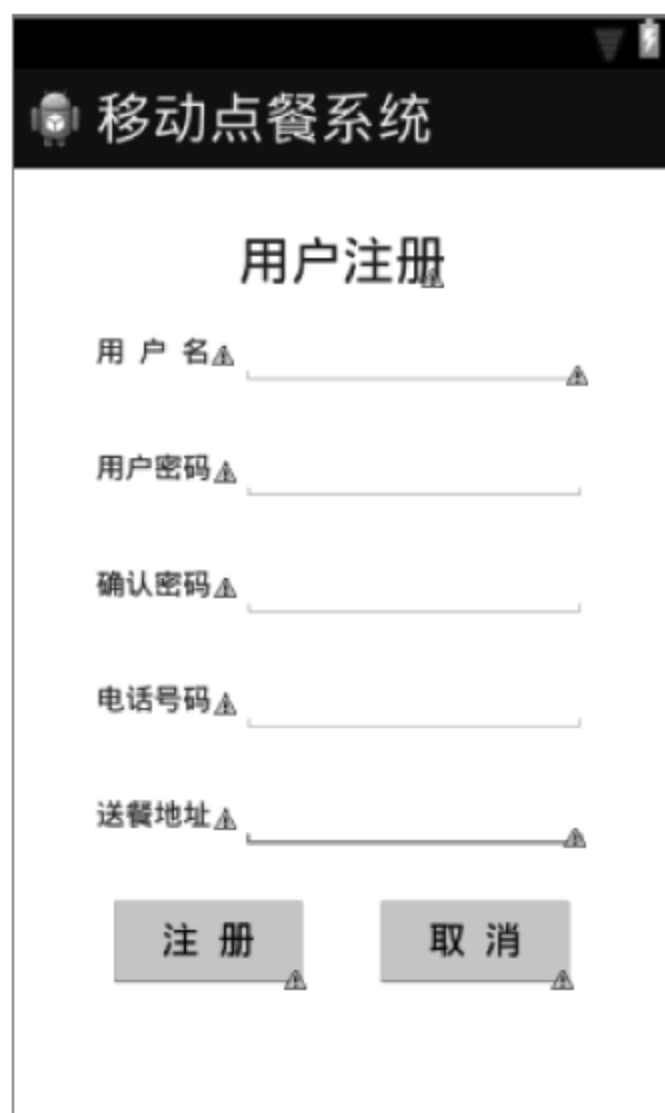 移动点餐系统
用户注册
用 户 名
用户密码
确认密码
电话号码
送餐地址
注 册 取 消